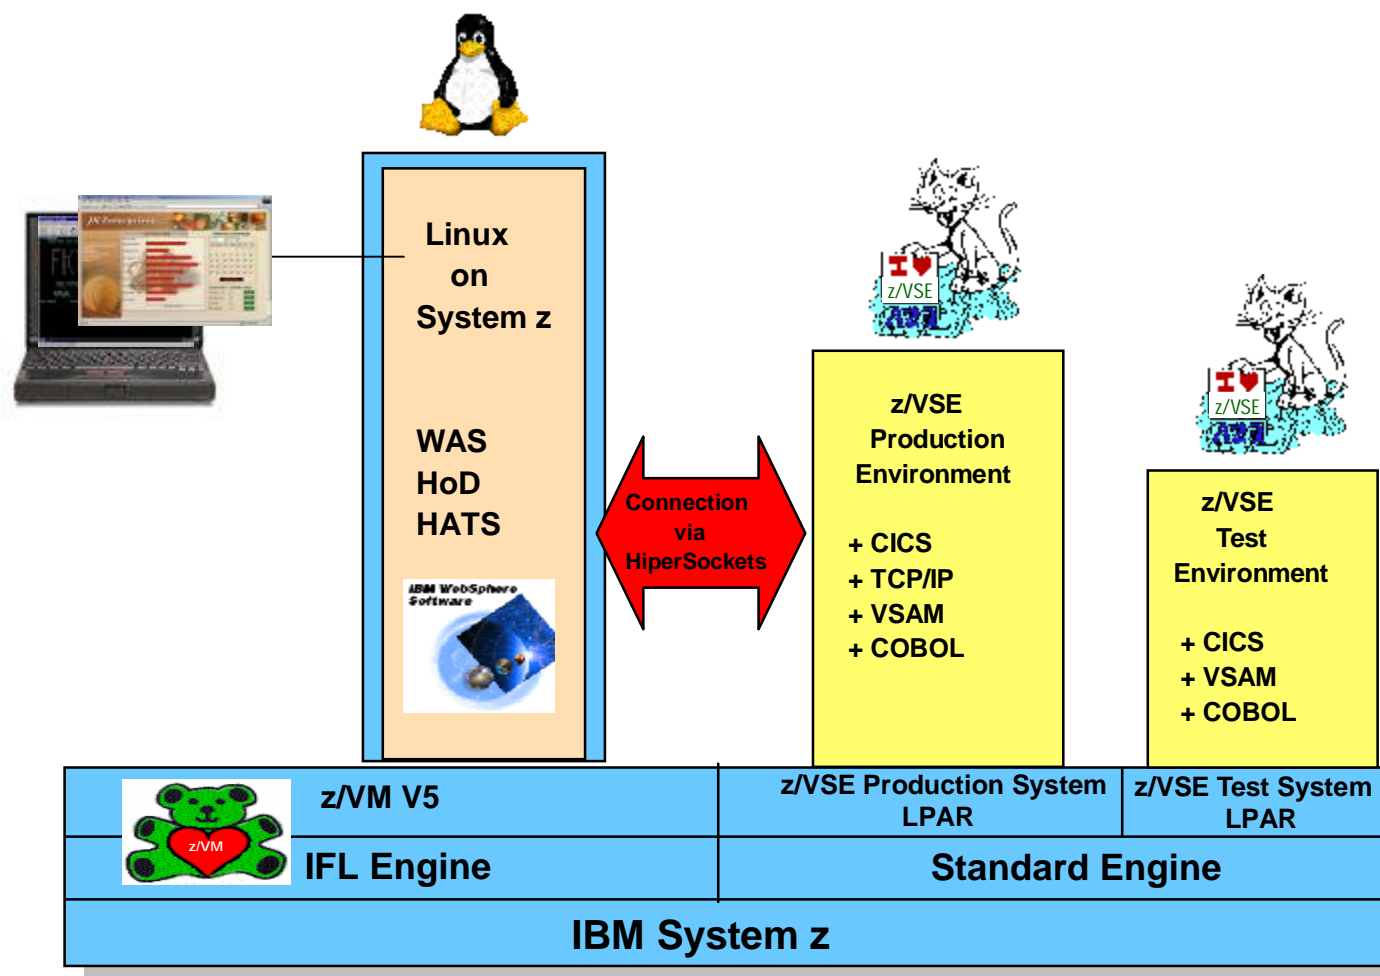 Linux
on
System z
WAS
HoD
HATS
IBM WebSphere
Software
Connection
via
HiperSockets
I ♥
z/VSE
z/VSE
Production
Environment
+ CICS
+ TCP/IP
+ VSAM
+ COBOL
I ♥
z/VSE
z/VSE
Test
Environment
+ CICS
+ VSAM
+ COBOL
z/VM
z/VM V5
z/VSE Production System
LPAR
z/VSE Test System
LPAR
IFL Engine
Standard Engine
IBM System z